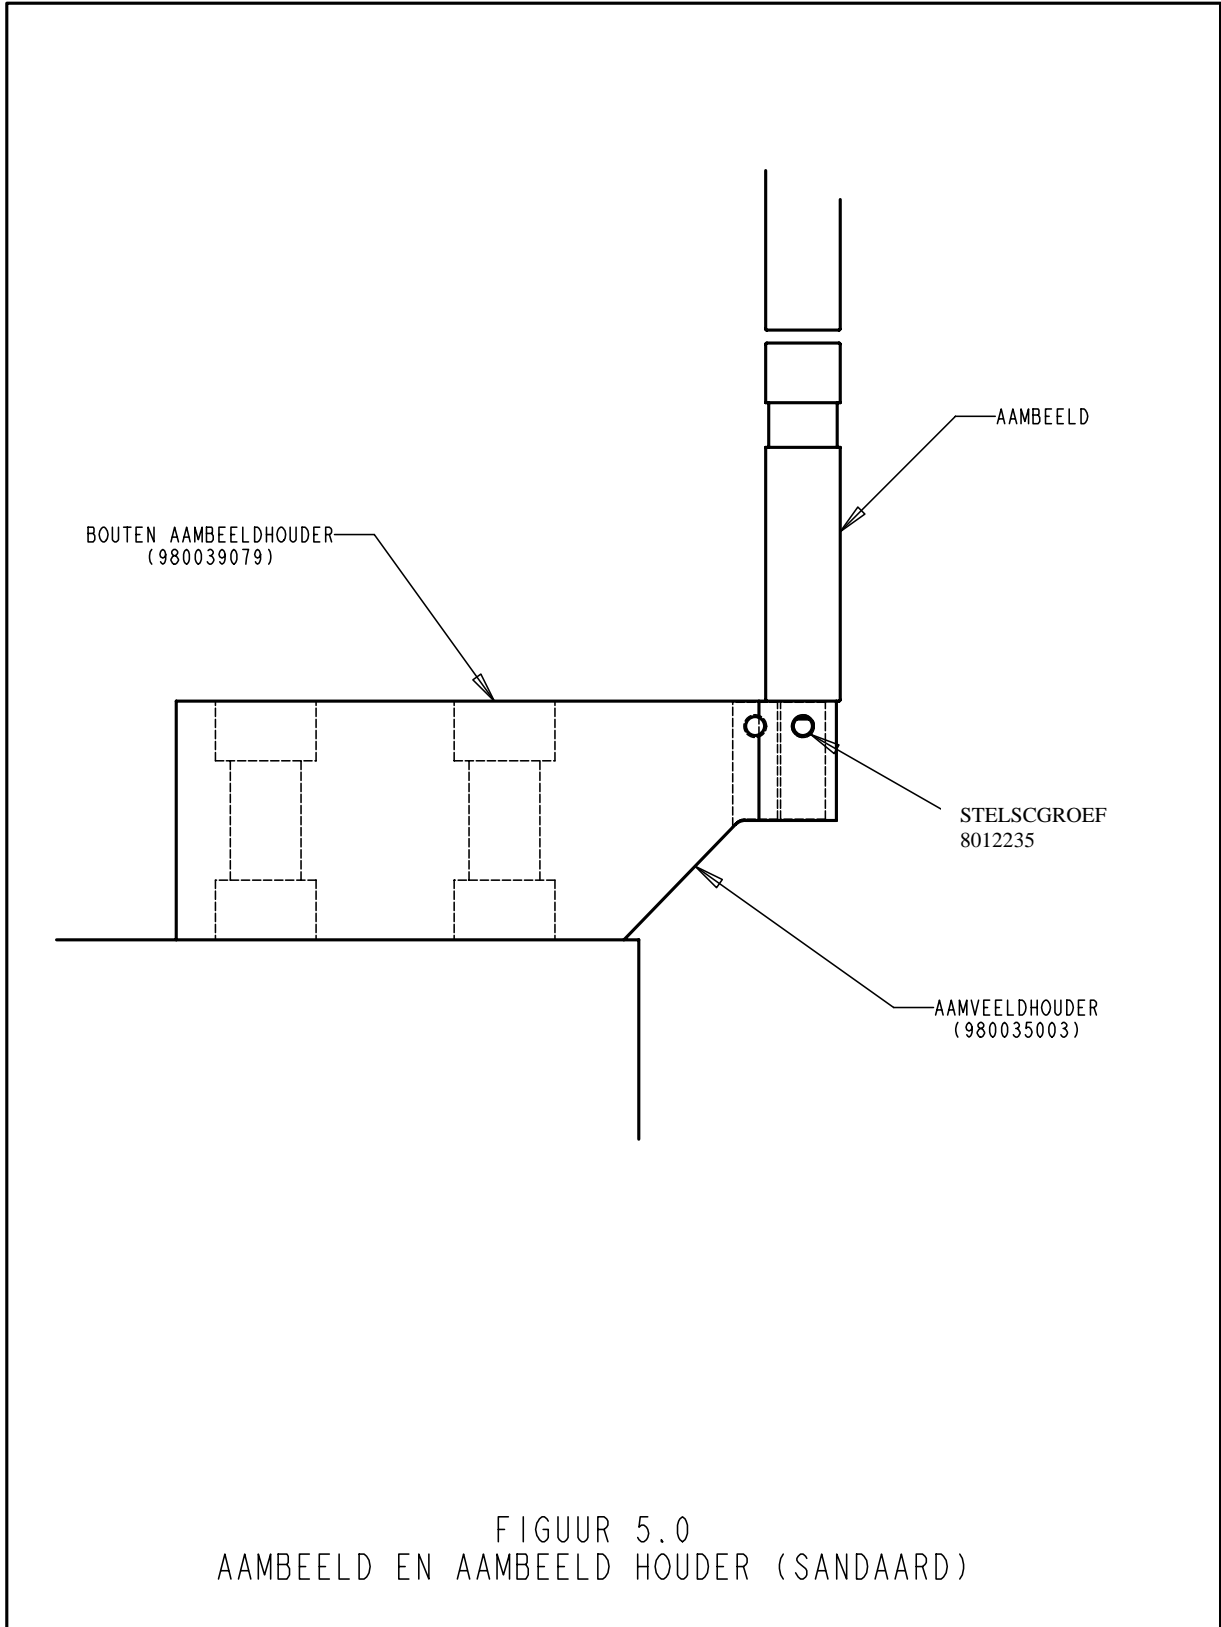 AAMBEELD
BOUTEN AAMBEELDHOUDER
(980039079)
STELSCGROEF
8012235
AAMVEELDHOUDER
(980035003)
FIGUUR 5.0
AAMBEELD EN AAMBEELD HOUDER (SANDAARD)